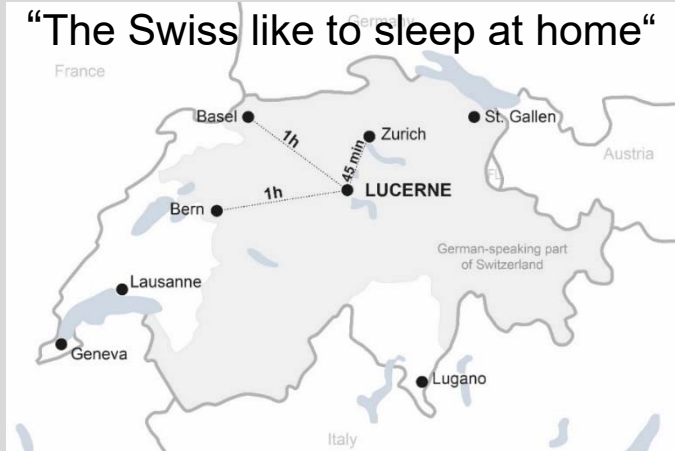 “The Swiss like to sleep at home“
Germany
France
Basel
St. Gallen
Zurich
1h
Austria
45 min
FL
LUCERNE
1h
Bern
German-speaking part
of Switzerland
Lausanne
Geneva
Lugano
Italy